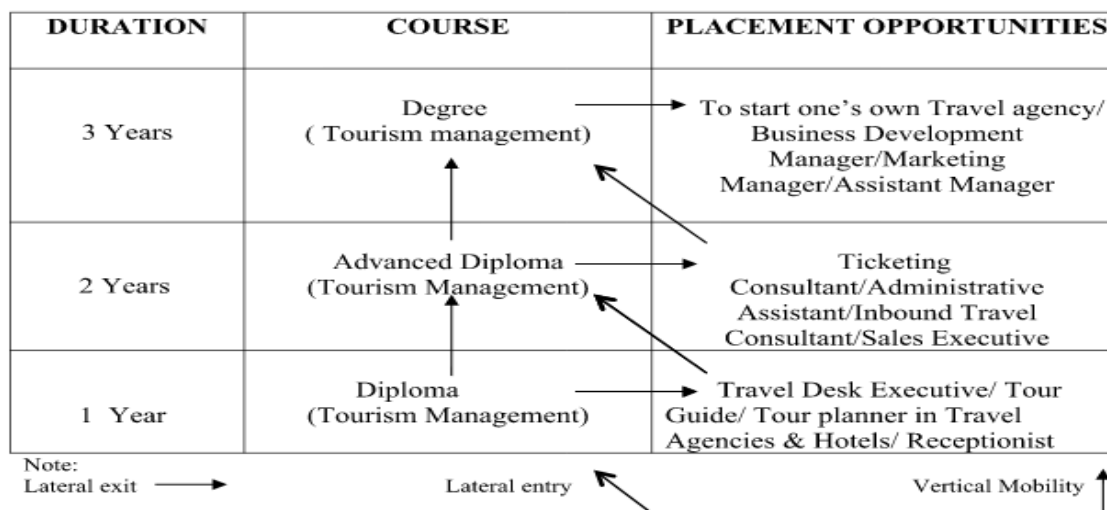 DURATION COURSE PLACEMENT OPPORTUNITIES
3 Years
Degree
( Tourism management)
To start one's own Travel agency/
Business Development
Manager/Marketing
Manager/Assistant Manager
2 Years
Advanced Diploma
(Tourism Management)
Ticketing
Consultant/Administrative
Assistant/Inbound Travel
Consultant/Sales Executive
1 Year
Diploma
(Tourism Management)
Travel Desk Executive/ Tour
Guide/ Tour planner in Travel
Agencies & Hotels/ Receptionist
Note:
Lateral exit Lateral entry Vertical Mobility